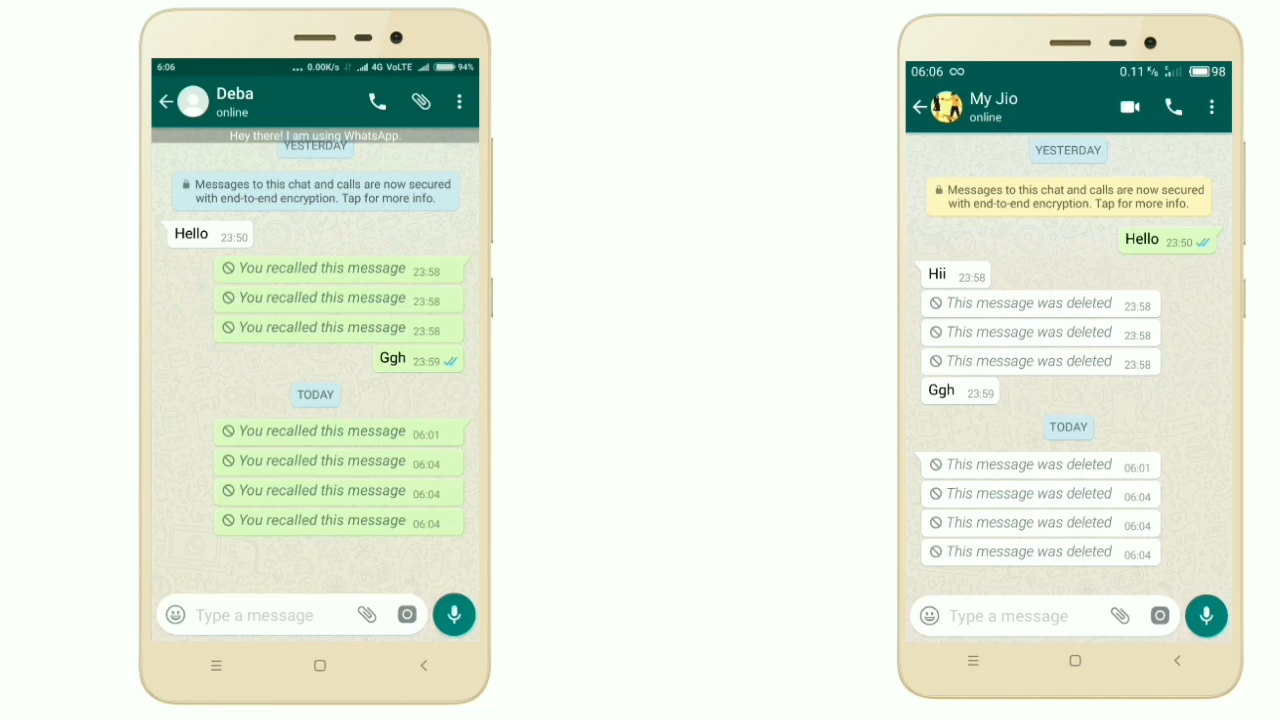 6:06
... 0.00K/s 4G VoLTE 94%
Deba
online
Hey there! I am using WhatsApp.
YESTERDAY
Messages to this chat and calls are now secured
with end-to-end encryption. Tap for more info.
Hello 23:50
You recalled this message 23:58
You recalled this message 23:58
You recalled this message 23:58
Ggh 23:59
TODAY
You recalled this message 06:01
You recalled this message 06:04
You recalled this message 06:04
You recalled this message 06:04
Type a message
06:06
0.11 K/s 98
My Jio
online
YESTERDAY
Messages to this chat and calls are now secured
with end-to-end encryption. Tap for more info.
Hello 23:50
Hii 23:58
This message was deleted 23:58
This message was deleted 23:58
This message was deleted 23:58
Ggh 23:59
TODAY
This message was deleted 06:01
This message was deleted 06:04
This message was deleted 06:04
This message was deleted 06:04
Type a message